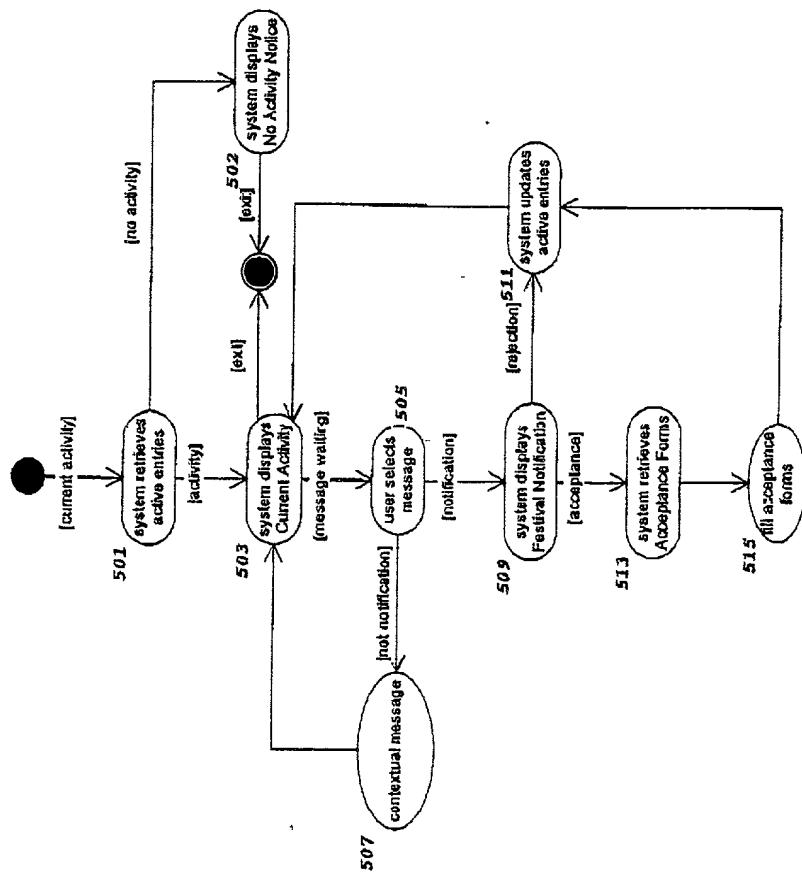 [current activity]
501
system retrieves
active entries
[no activity]
502
system displays
No Activity Notice
[exit]
[activity]
503
system displays
Current Activity
[exit]
[message waiting]
505
user selects
message
[not notification]
507
contextual message
[notification]
509
system displays
Festival Notification
[rejection]
511
system updates
active entries
[acceptance]
513
system retrieves
Acceptance Forms
515
fill acceptance
forms